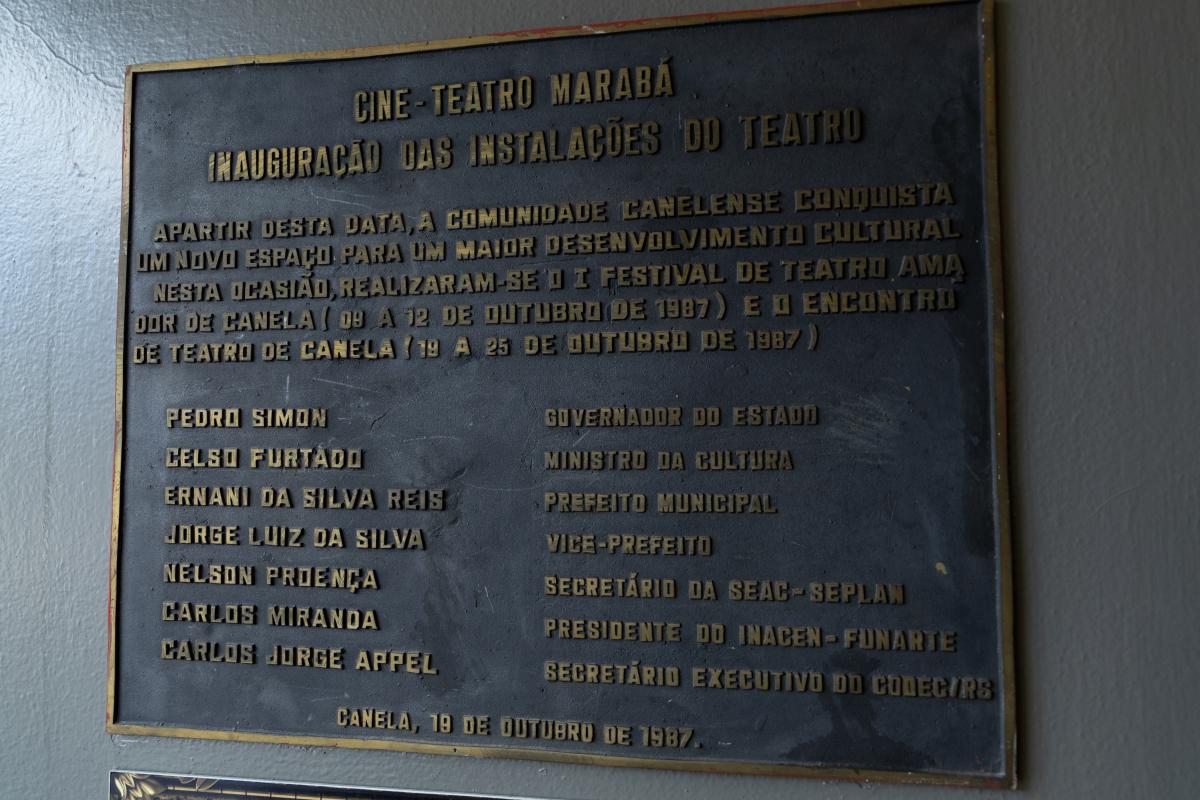 CINE-TEATRO MARABÁ
INAUGURAÇÃO DAS INSTALAÇÕES DO TEATRO
APARTIR DESTA DATA, A COMUNIDADE CANELENSE CONQUISTA
UM NOVO ESPAÇO PARA UM MAIOR DESENVOLVIMENTO CULTURAL
NESTA OCASIÃO, REALIZARAM-SE O I FESTIVAL DE TEATRO AMA
DOR DE CANELA (09 A 12 DE OUTUBRO DE 1987) E O ENCONTRO
DE TEATRO DE CANELA (19 A 25 DE OUTUBRO DE 1987)
PEDRO SIMON GOVERNADOR DO ESTADO
CELSO FURTADO MINISTRO DA CULTURA
ERNANI DA SILVA REIS PREFEITO MUNICIPAL
JORGE LUIZ DA SILVA VICE-PREFEITO
NELSON PROENÇA SECRETÁRIO DA SEAC-SEPLAN
CARLOS MIRANDA PRESIDENTE DO INACEN-FUNARTE
CARLOS JORGE APPEL SECRETÁRIO EXECUTIVO DO CODEC/RS
CANELA, 19 DE OUTUBRO DE 1987.